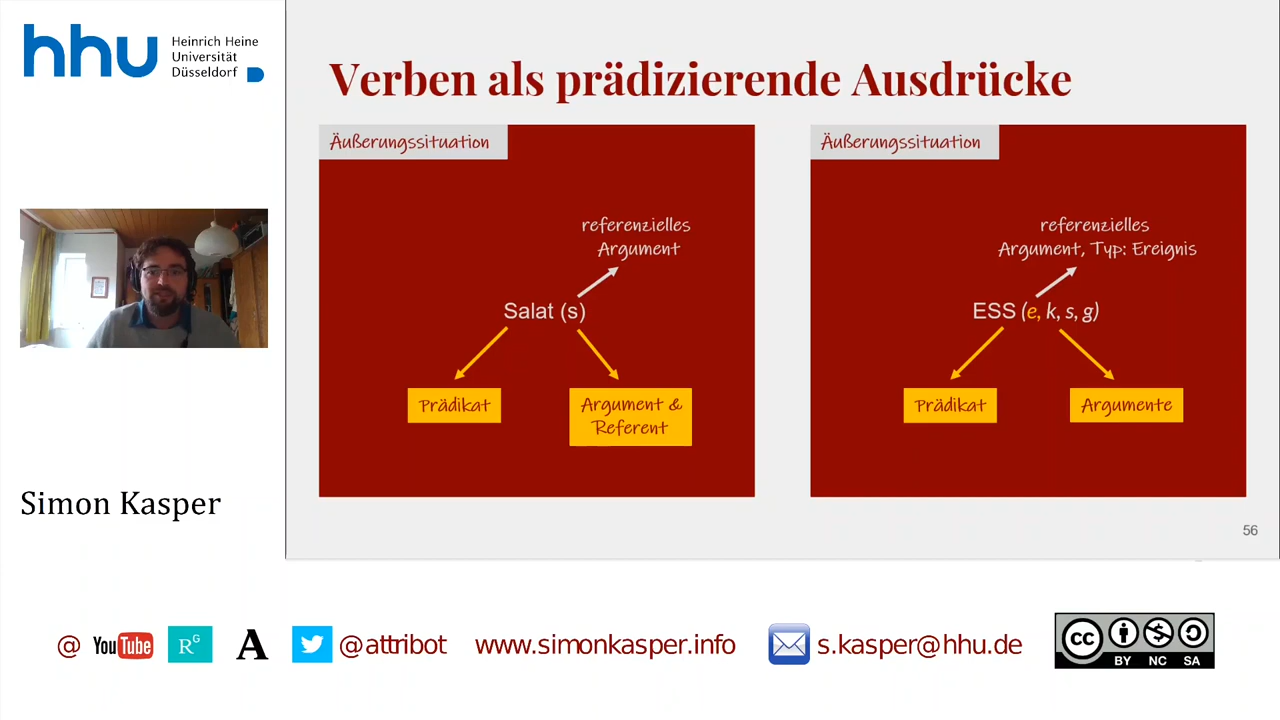 hhu
Heinrich Heine
Universität
Düsseldorf
Simon Kasper
Verben als prädizierende Ausdrücke
Äußerungssituation
referenzielles
Argument
Salat (s)
Prädikat
Argument &
Referent
Äußerungssituation
referenzielles
Argument, Typ: Ereignis
ESS (e, k, s, g)
Prädikat
Argumente
56
@ YouTube RG A @attribot www.simonkasper.info s.kasper@hhu.de
cc BY NC SA